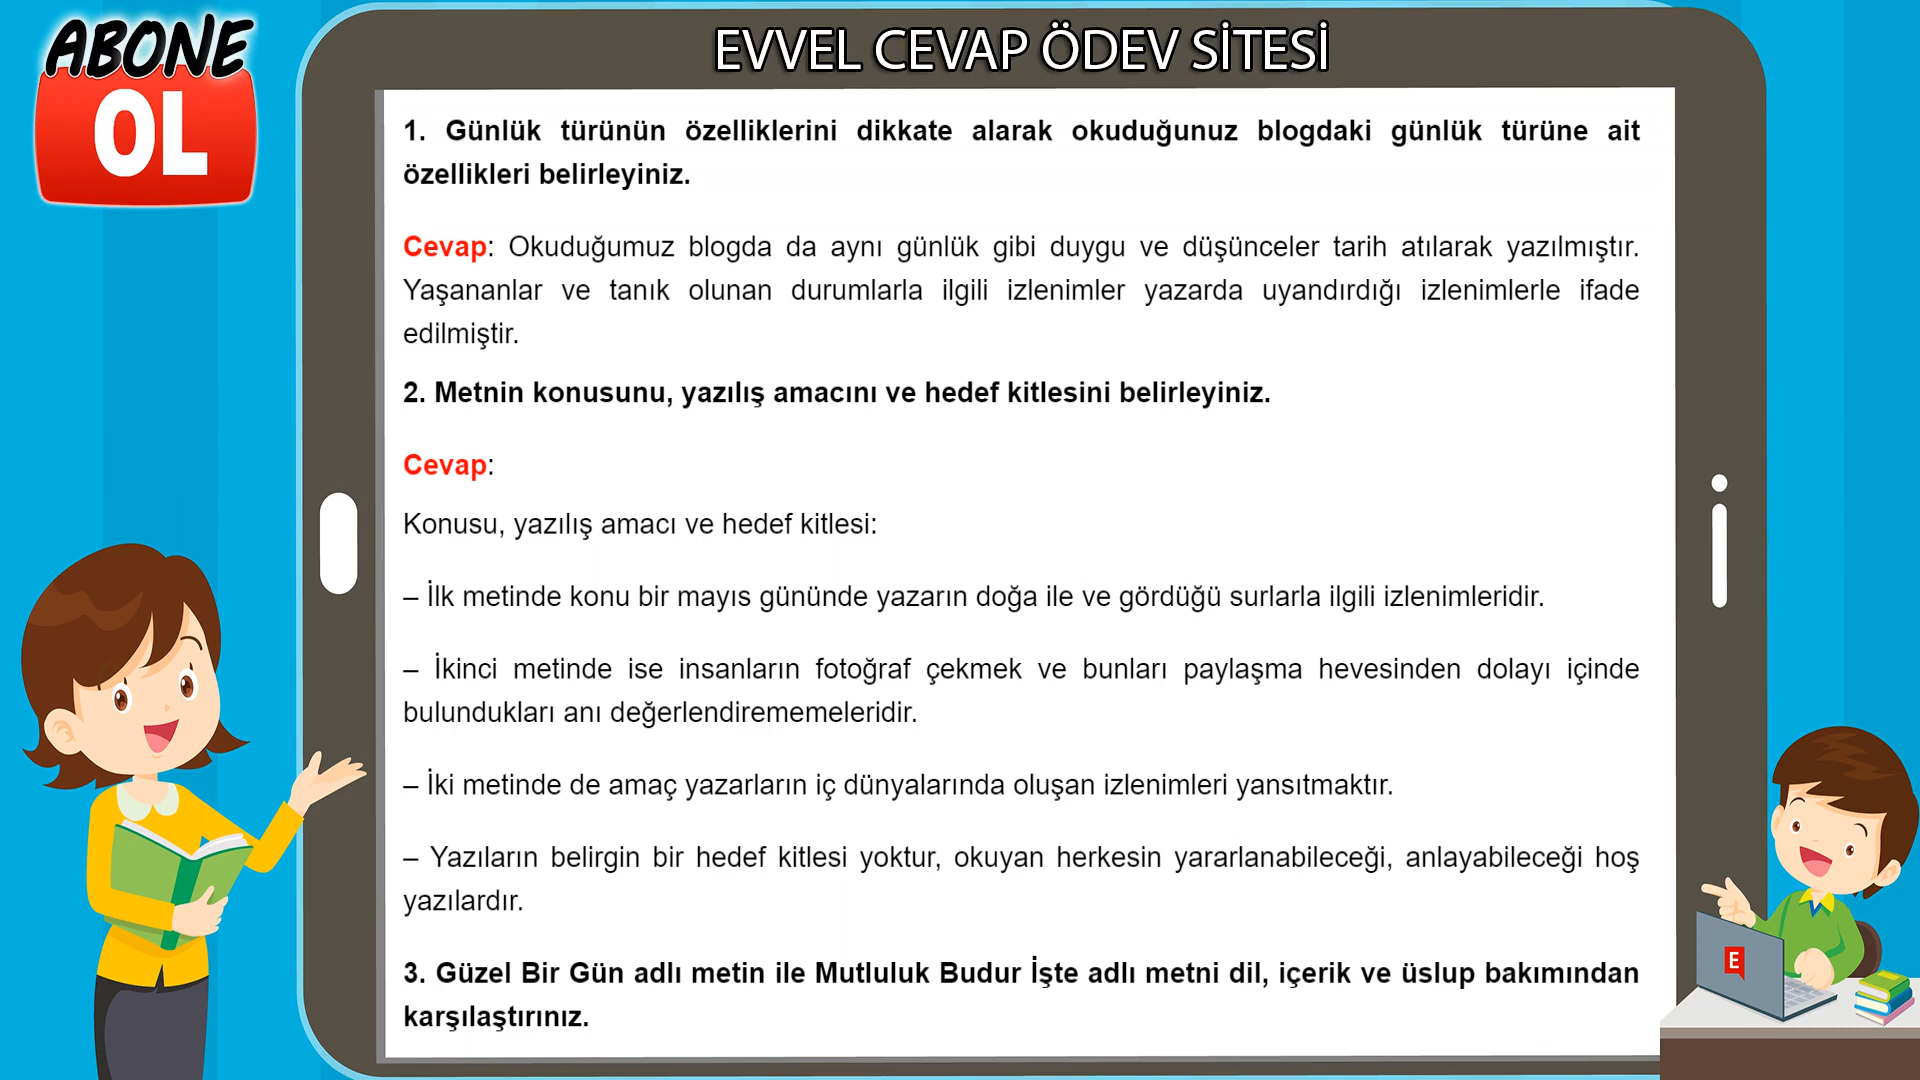 ABONE
OL
EVVEL CEVAP ÖDEV SİTESİ
1. Günlük türünün özelliklerini dikkate alarak okuduğunuz blogdaki günlük türüne ait
özellikleri belirleyiniz.
Cevap: Okuduğumuz blogda da aynı günlük gibi duygu ve düşünceler tarih atılarak yazılmıştır.
Yaşananlar ve tanık olunan durumlarla ilgili izlenimler yazarda uyandırdığı izlenimlerle ifade
edilmiştir.
2. Metnin konusunu, yazılış amacını ve hedef kitlesini belirleyiniz.
Cevap:
Konusu, yazılış amacı ve hedef kitlesi:
– İlk metinde konu bir mayıs gününde yazarın doğa ile ve gördüğü surlarla ilgili izlenimleridir.
– İkinci metinde ise insanların fotoğraf çekmek ve bunları paylaşma hevesinden dolayı içinde
bulundukları anı değerlendirememeleridir.
– İki metinde de amaç yazarların iç dünyalarında oluşan izlenimleri yansıtmaktır.
– Yazıların belirgin bir hedef kitlesi yoktur, okuyan herkesin yararlanabileceği, anlayabileceği hoş
yazılardır.
3. Güzel Bir Gün adlı metin ile Mutluluk Budur İşte adlı metni dil, içerik ve üslup bakımından
karşılaştırınız.
E